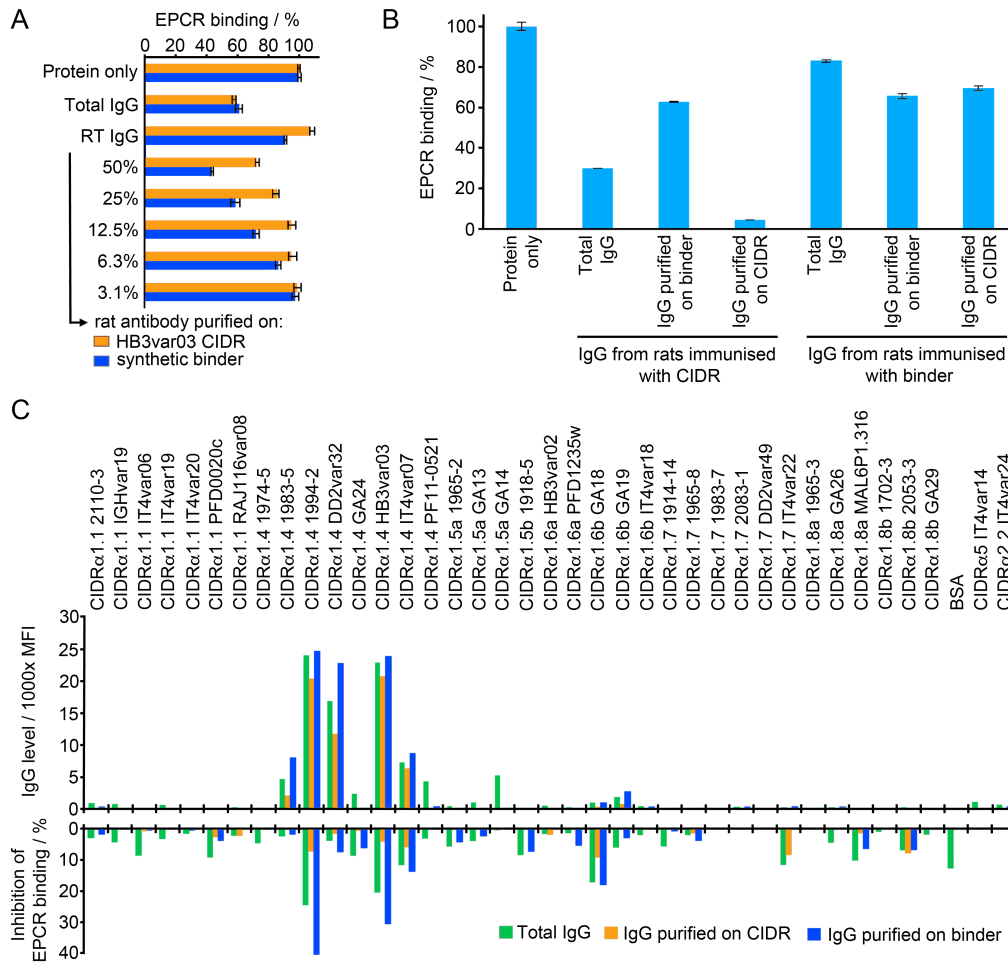 A
EPCR binding / %
0 20 40 60 80 100
Protein only
Total IgG
RT IgG
50%
25%
12.5%
6.3%
3.1%
rat antibody purified on:
HB3var03 CIDR
synthetic binder
B
EPCR binding / %
100
80
60
40
20
0
Protein only
Total IgG
IgG purified on binder
IgG purified on CIDR
Total IgG
IgG purified on binder
IgG purified on CIDR
IgG from rats immunised
with CIDR
IgG from rats immunised
with binder
C
CIDRα1.1 2110-3
CIDRα1.1 IGHvar19
CIDRα1.1 IT4var06
CIDRα1.1 IT4var19
CIDRα1.1 IT4var20
CIDRα1.1 PFD0020c
CIDRα1.1 RAJ116var08
CIDRα1.4 1974-5
CIDRα1.4 1983-5
CIDRα1.4 1994-2
CIDRα1.4 DD2var32
CIDRα1.4 GA24
CIDRα1.4 HB3var03
CIDRα1.4 IT4var07
CIDRα1.4 PF11-0521
CIDRα1.5a 1965-2
CIDRα1.5a GA13
CIDRα1.5a GA14
CIDRα1.5b 1918-5
CIDRα1.6a HB3var02
CIDRα1.6a PFD1235w
CIDRα1.6b GA18
CIDRα1.6b GA19
CIDRα1.6b IT4var18
CIDRα1.7 1914-14
CIDRα1.7 1965-8
CIDRα1.7 1983-7
CIDRα1.7 2083-1
CIDRα1.7 DD2var49
CIDRα1.7 IT4var22
CIDRα1.8a 1965-3
CIDRα1.8a GA26
CIDRα1.8a MAL6P1.316
CIDRα1.8b 1702-3
CIDRα1.8b 2053-3
CIDRα1.8b GA29
BSA
CIDRα5 IT4var14
CIDRα2.2 IT4var24
IgG level / 1000x MFI
30
25
20
15
10
5
0
Inhibition of
EPCR binding / %
0
10
20
30
40
Total IgG
IgG purified on CIDR
IgG purified on binder